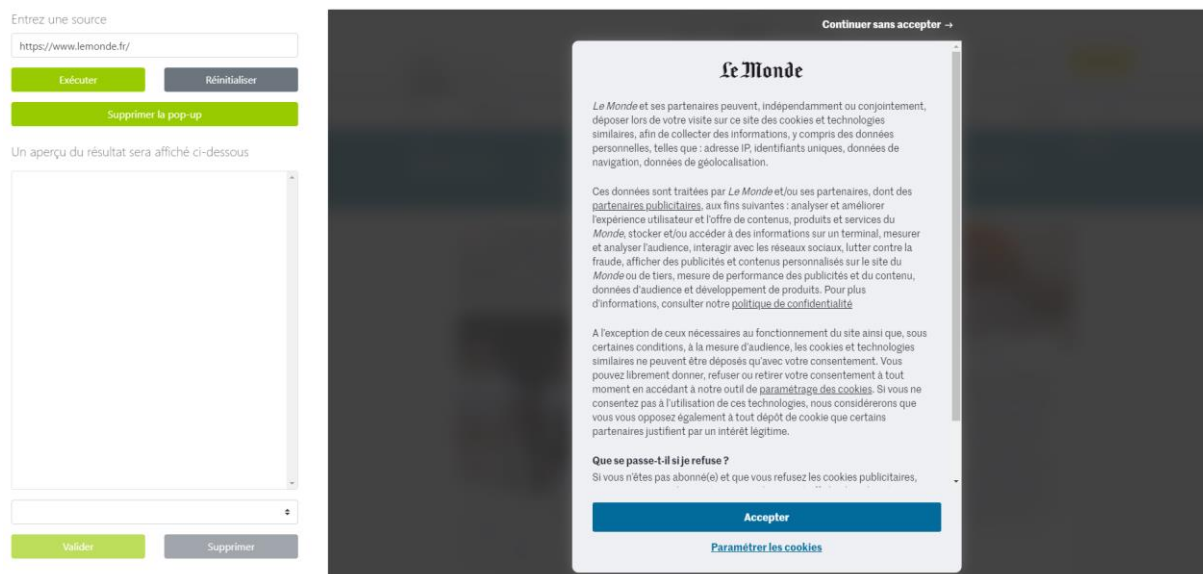 Entrez une source
https://www.lemonde.fr/
Exécuter
Réinitialiser
Supprimer la pop-up
Un aperçu du résultat sera affiché ci-dessous
Valider
Supprimer
Continuer sans accepter →
Le Monde
Le Monde et ses partenaires peuvent, indépendamment ou conjointement,
déposer lors de votre visite sur ce site des cookies et technologies
similaires, afin de collecter des informations, y compris des données
personnelles, telles que : adresse IP, identifiants uniques, données de
navigation, données de géolocalisation.
Ces données sont traitées par Le Monde et/ou ses partenaires, dont des
partenaires publicitaires, aux fins suivantes : analyser et améliorer
l'expérience utilisateur et l'offre de contenus, produits et services du
Monde, stocker et/ou accéder à des informations sur un terminal, mesurer
et analyser l'audience, interagir avec les réseaux sociaux, lutter contre la
fraude, afficher des publicités et contenus personnalisés sur le site du
Monde ou de tiers, mesure de performance des publicités et du contenu,
données d'audience et développement de produits. Pour plus
d'informations, consulter notre politique de confidentialité
A l'exception de ceux nécessaires au fonctionnement du site ainsi que, sous
certaines conditions, à la mesure d'audience, les cookies et technologies
similaires ne peuvent être déposés qu'avec votre consentement. Vous
pouvez librement donner, refuser ou retirer votre consentement à tout
moment en accédant à notre outil de paramétrage des cookies. Si vous ne
consentez pas à l'utilisation de ces technologies, nous considérerons que
vous vous opposez également à tout dépôt de cookie que certains
partenaires justifient par un intérêt légitime.
Que se passe-t-il si je refuse ?
Si vous n'êtes pas abonné(e) et que vous refusez les cookies publicitaires,
Accepter
Paramétrer les cookies